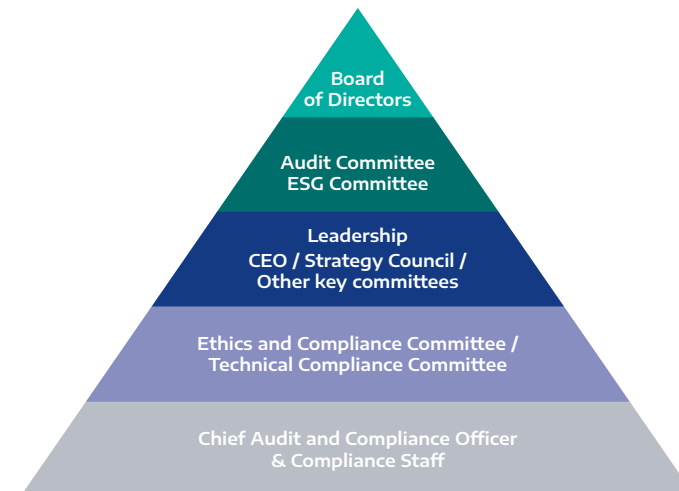 Board
of Directors
Audit Committee
ESG Committee
Leadership
CEO / Strategy Council /
Other key committees
Ethics and Compliance Committee /
Technical Compliance Committee
Chief Audit and Compliance Officer
& Compliance Staff